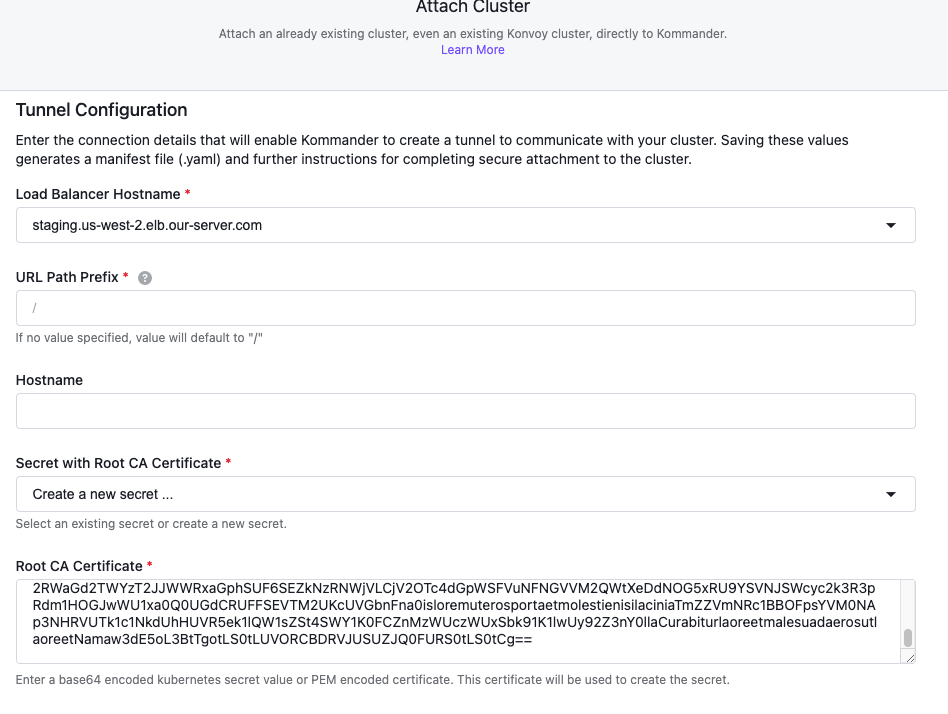 Attach Cluster
Attach an already existing cluster, even an existing Konvoy cluster, directly to Kommander.
Learn More
Tunnel Configuration
Enter the connection details that will enable Kommander to create a tunnel to communicate with your cluster. Saving these values
generates a manifest file (.yaml) and further instructions for completing secure attachment to the cluster.
Load Balancer Hostname *
staging.us-west-2.elb.our-server.com
URL Path Prefix * ?
/
If no value specified, value will default to "/"
Hostname
Secret with Root CA Certificate *
Create a new secret ...
Select an existing secret or create a new secret.
Root CA Certificate *
2RWaGd2TWYzT2JJWWRxaGphSUF6SEZkNzRNWjVLCjV2OTc4dGpWSFVuNFNGVVM2QWtXeDdNOG5xRU9YSVNJSWcyc2k3R3p
Rdm1HOGJwWU1xa0Q0UGdCRUFFSEVTM2UKcUVGbnFna0isloremuterosportaetmolestienisilaciniaTmZZVmNRc1BBOFpsYVM0NA
p3NHRVUTk1c1NkdUhHUVR5ek1lQW1sZSt4SWY1K0FCZnMzWUczWUxSbk91K1lwUy92Z3nY0llaCurabiturlaoreetmalesuadaerosutl
aoreetNamaw3dE5oL3BtTgotLS0tLUVORCBDRVJUSUZJQ0FURS0tLS0tCg==
Enter a base64 encoded kubernetes secret value or PEM encoded certificate. This certificate will be used to create the secret.